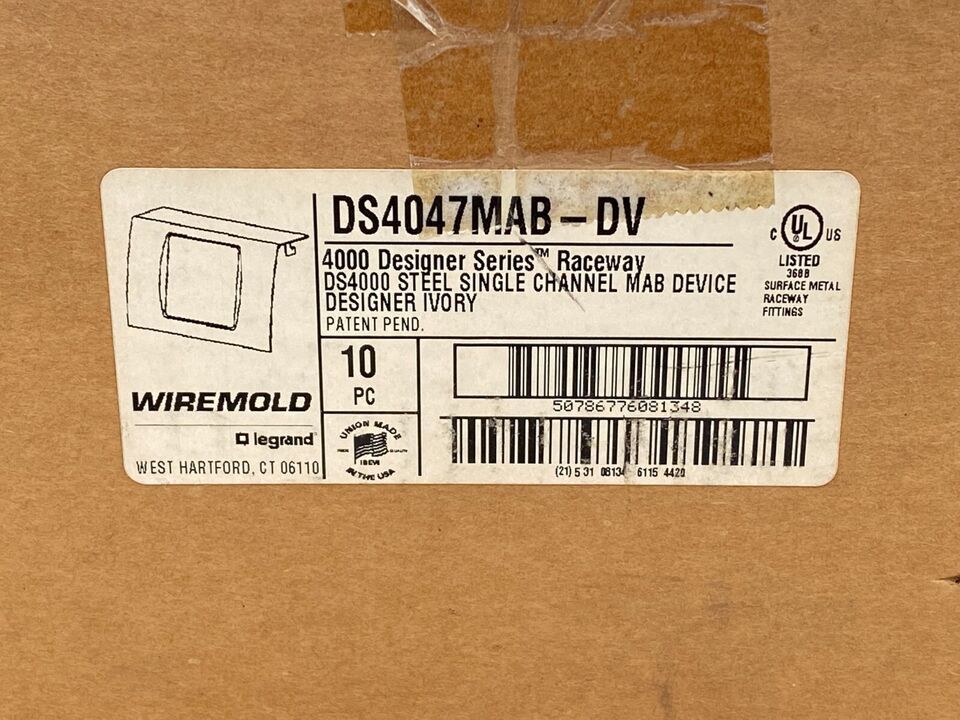 DS4047MAB – DV
4000 Designer Series™ Raceway
DS4000 STEEL SINGLE CHANNEL MAB DEVICE
DESIGNER IVORY
PATENT PEND.
C UL US
LISTED
368B
SURFACE METAL
RACEWAY
FITTINGS
WIREMOLD
legrand
WEST HARTFORD, CT 06110
10
PC
UNION MADE
IBEW
QUALITY
IN THE USA
50786776081348
(21) 5 31 6115 4420